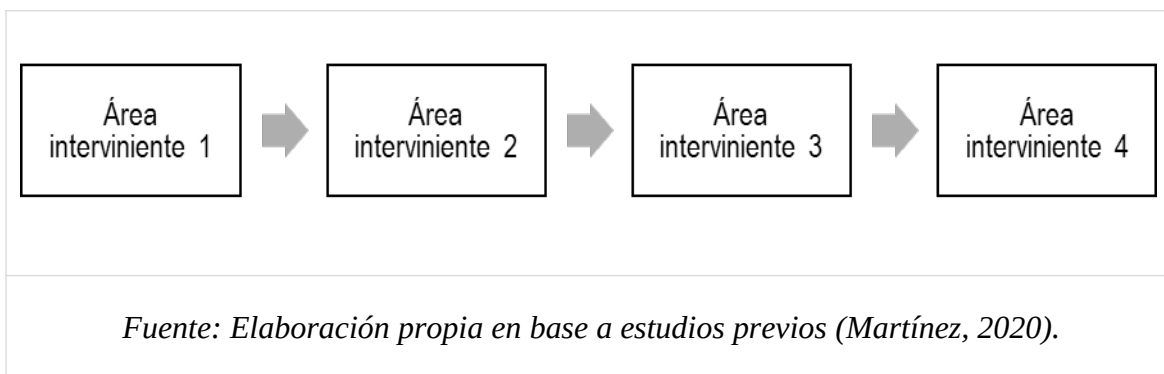 Área
interviniente 1
Área
interviniente 2
Área
interviniente 3
Área
interviniente 4
Fuente: Elaboración propia en base a estudios previos (Martínez, 2020).